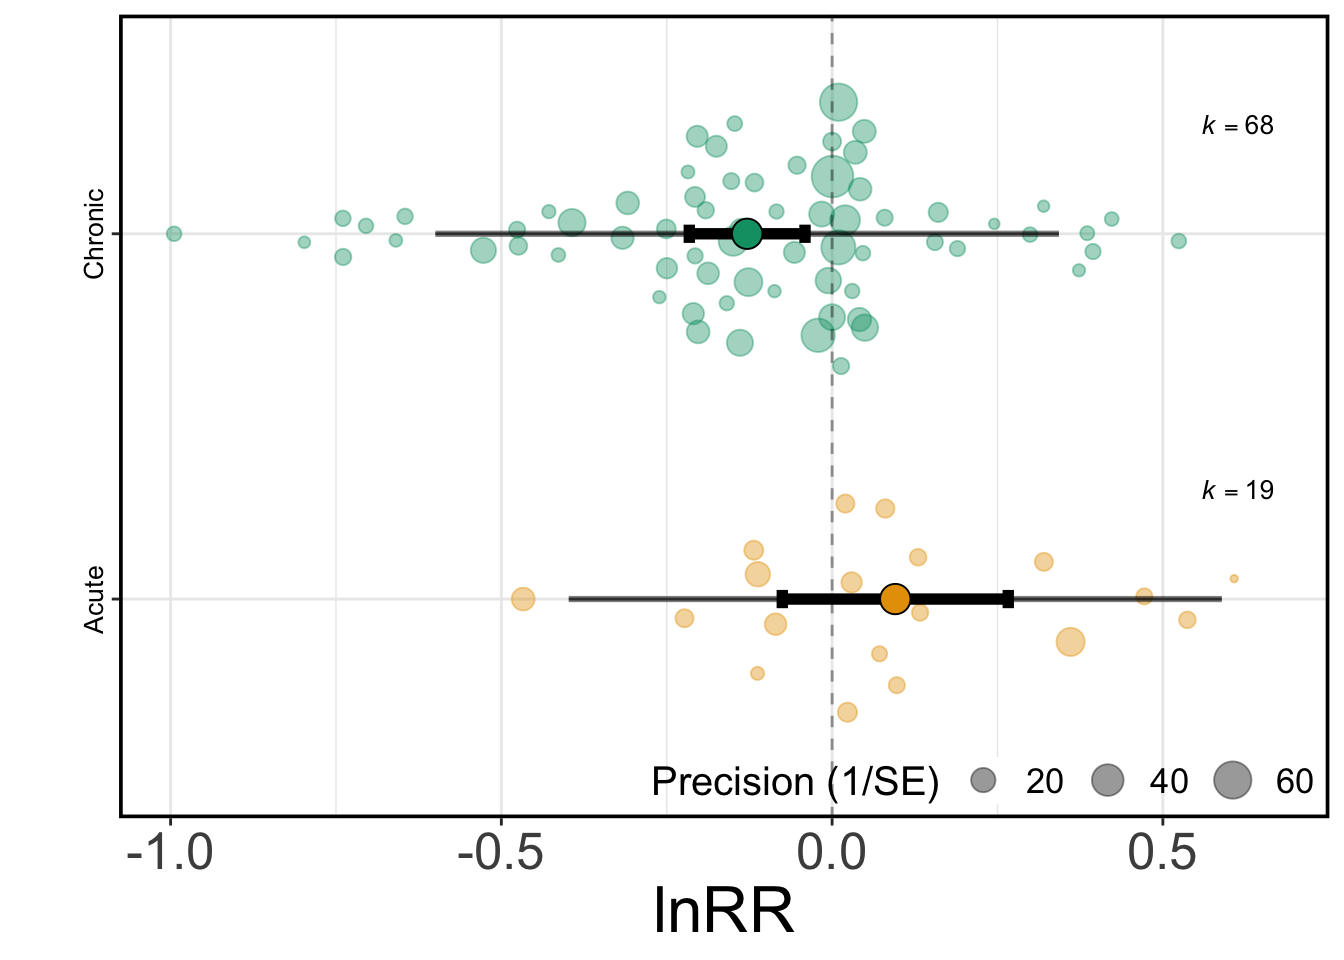 k = 68
Chronic
k = 19
Acute
Precision (1/SE) 20 40 60
-1.0 -0.5 0.0 0.5
lnRR